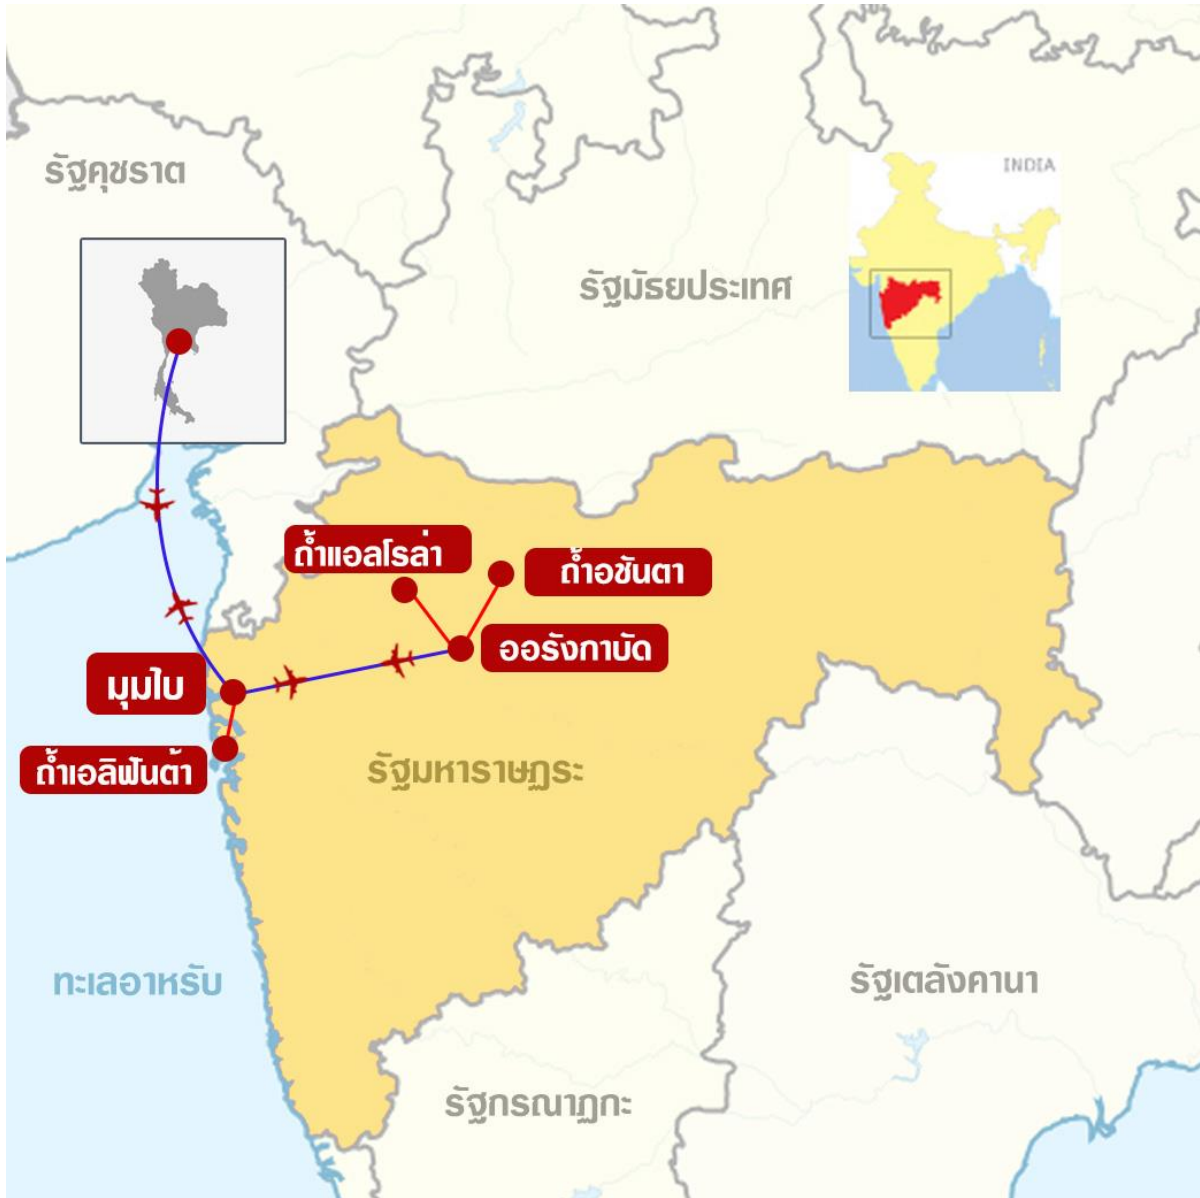 รัฐคุชราต
INDIA
รัฐมัธยประเทศ
ถ้ำแอลโรล่า
ถ้ำอชันตา
ออรังกาบัด
มุมไบ
ถ้ำเอลิฟันต้า
รัฐมหาราษฎระ
ทะเลอาหรับ
รัฐเตลังคานา
รัฐกรณาฏกะ